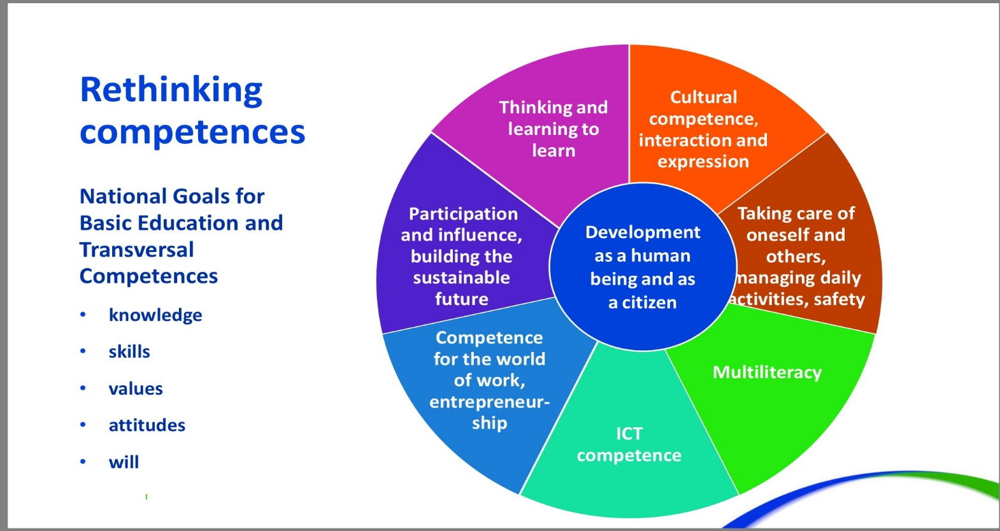 Rethinking
competences
National Goals for
Basic Education and
Transversal
Competences
• knowledge
• skills
• values
• attitudes
• will
Thinking and
learning to
learn
Cultural
competence,
interaction and
expression
Taking care of
oneself and
others,
managing daily
activities, safety
Multiliteracy
ICT
competence
Competence
for the world
of work,
entrepreneur-
ship
Participation
and influence,
building the
sustainable
future
Development
as a human
being and as
a citizen